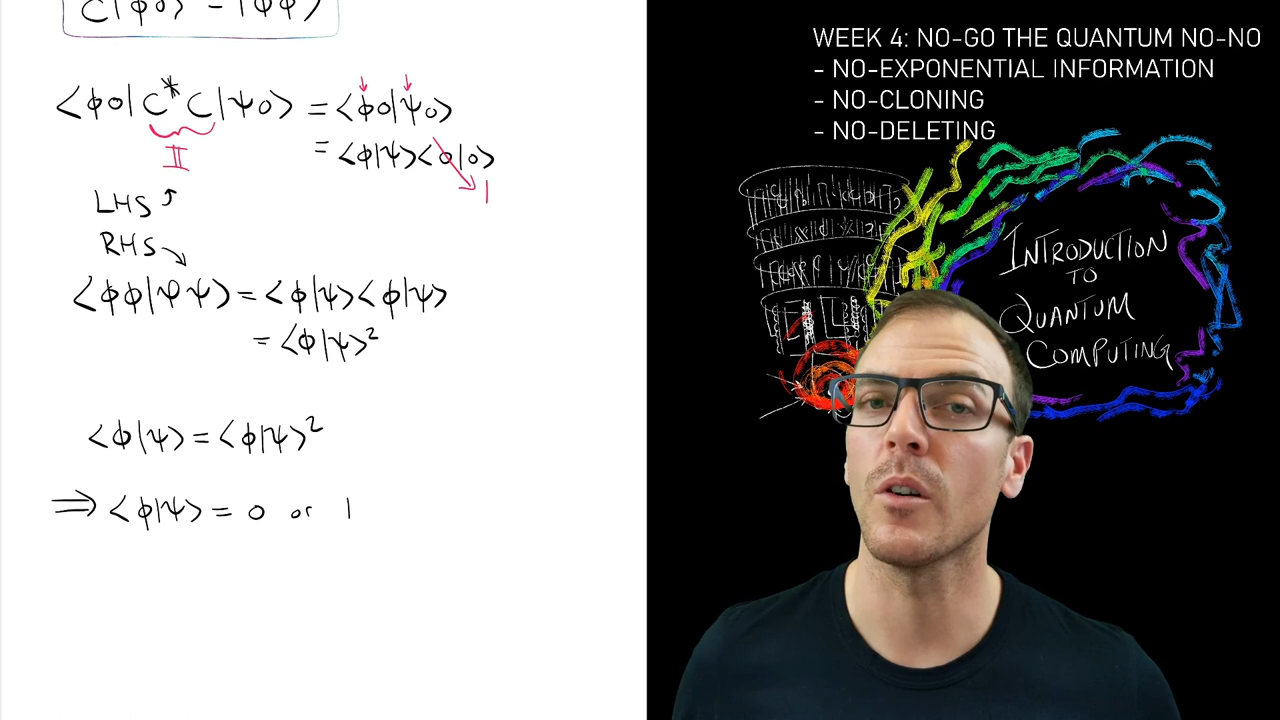 C|φ0⟩ = |φφ⟩
⟨φ0|C*C|ψ0⟩ = ⟨φ0|ψ0⟩
𝕀
= ⟨φ|ψ⟩⟨0|0⟩
1
LHS
RHS
⟨φφ|ψψ⟩ = ⟨φ|ψ⟩⟨φ|ψ⟩
= ⟨φ|ψ⟩²
⟨φ|ψ⟩ = ⟨φ|ψ⟩²
⇒ ⟨φ|ψ⟩ = 0 or 1
WEEK 4: NO-GO THE QUANTUM NO-NO
- NO-EXPONENTIAL INFORMATION
- NO-CLONING
- NO-DELETING
INTRODUCTION
TO
QUANTUM
COMPUTING